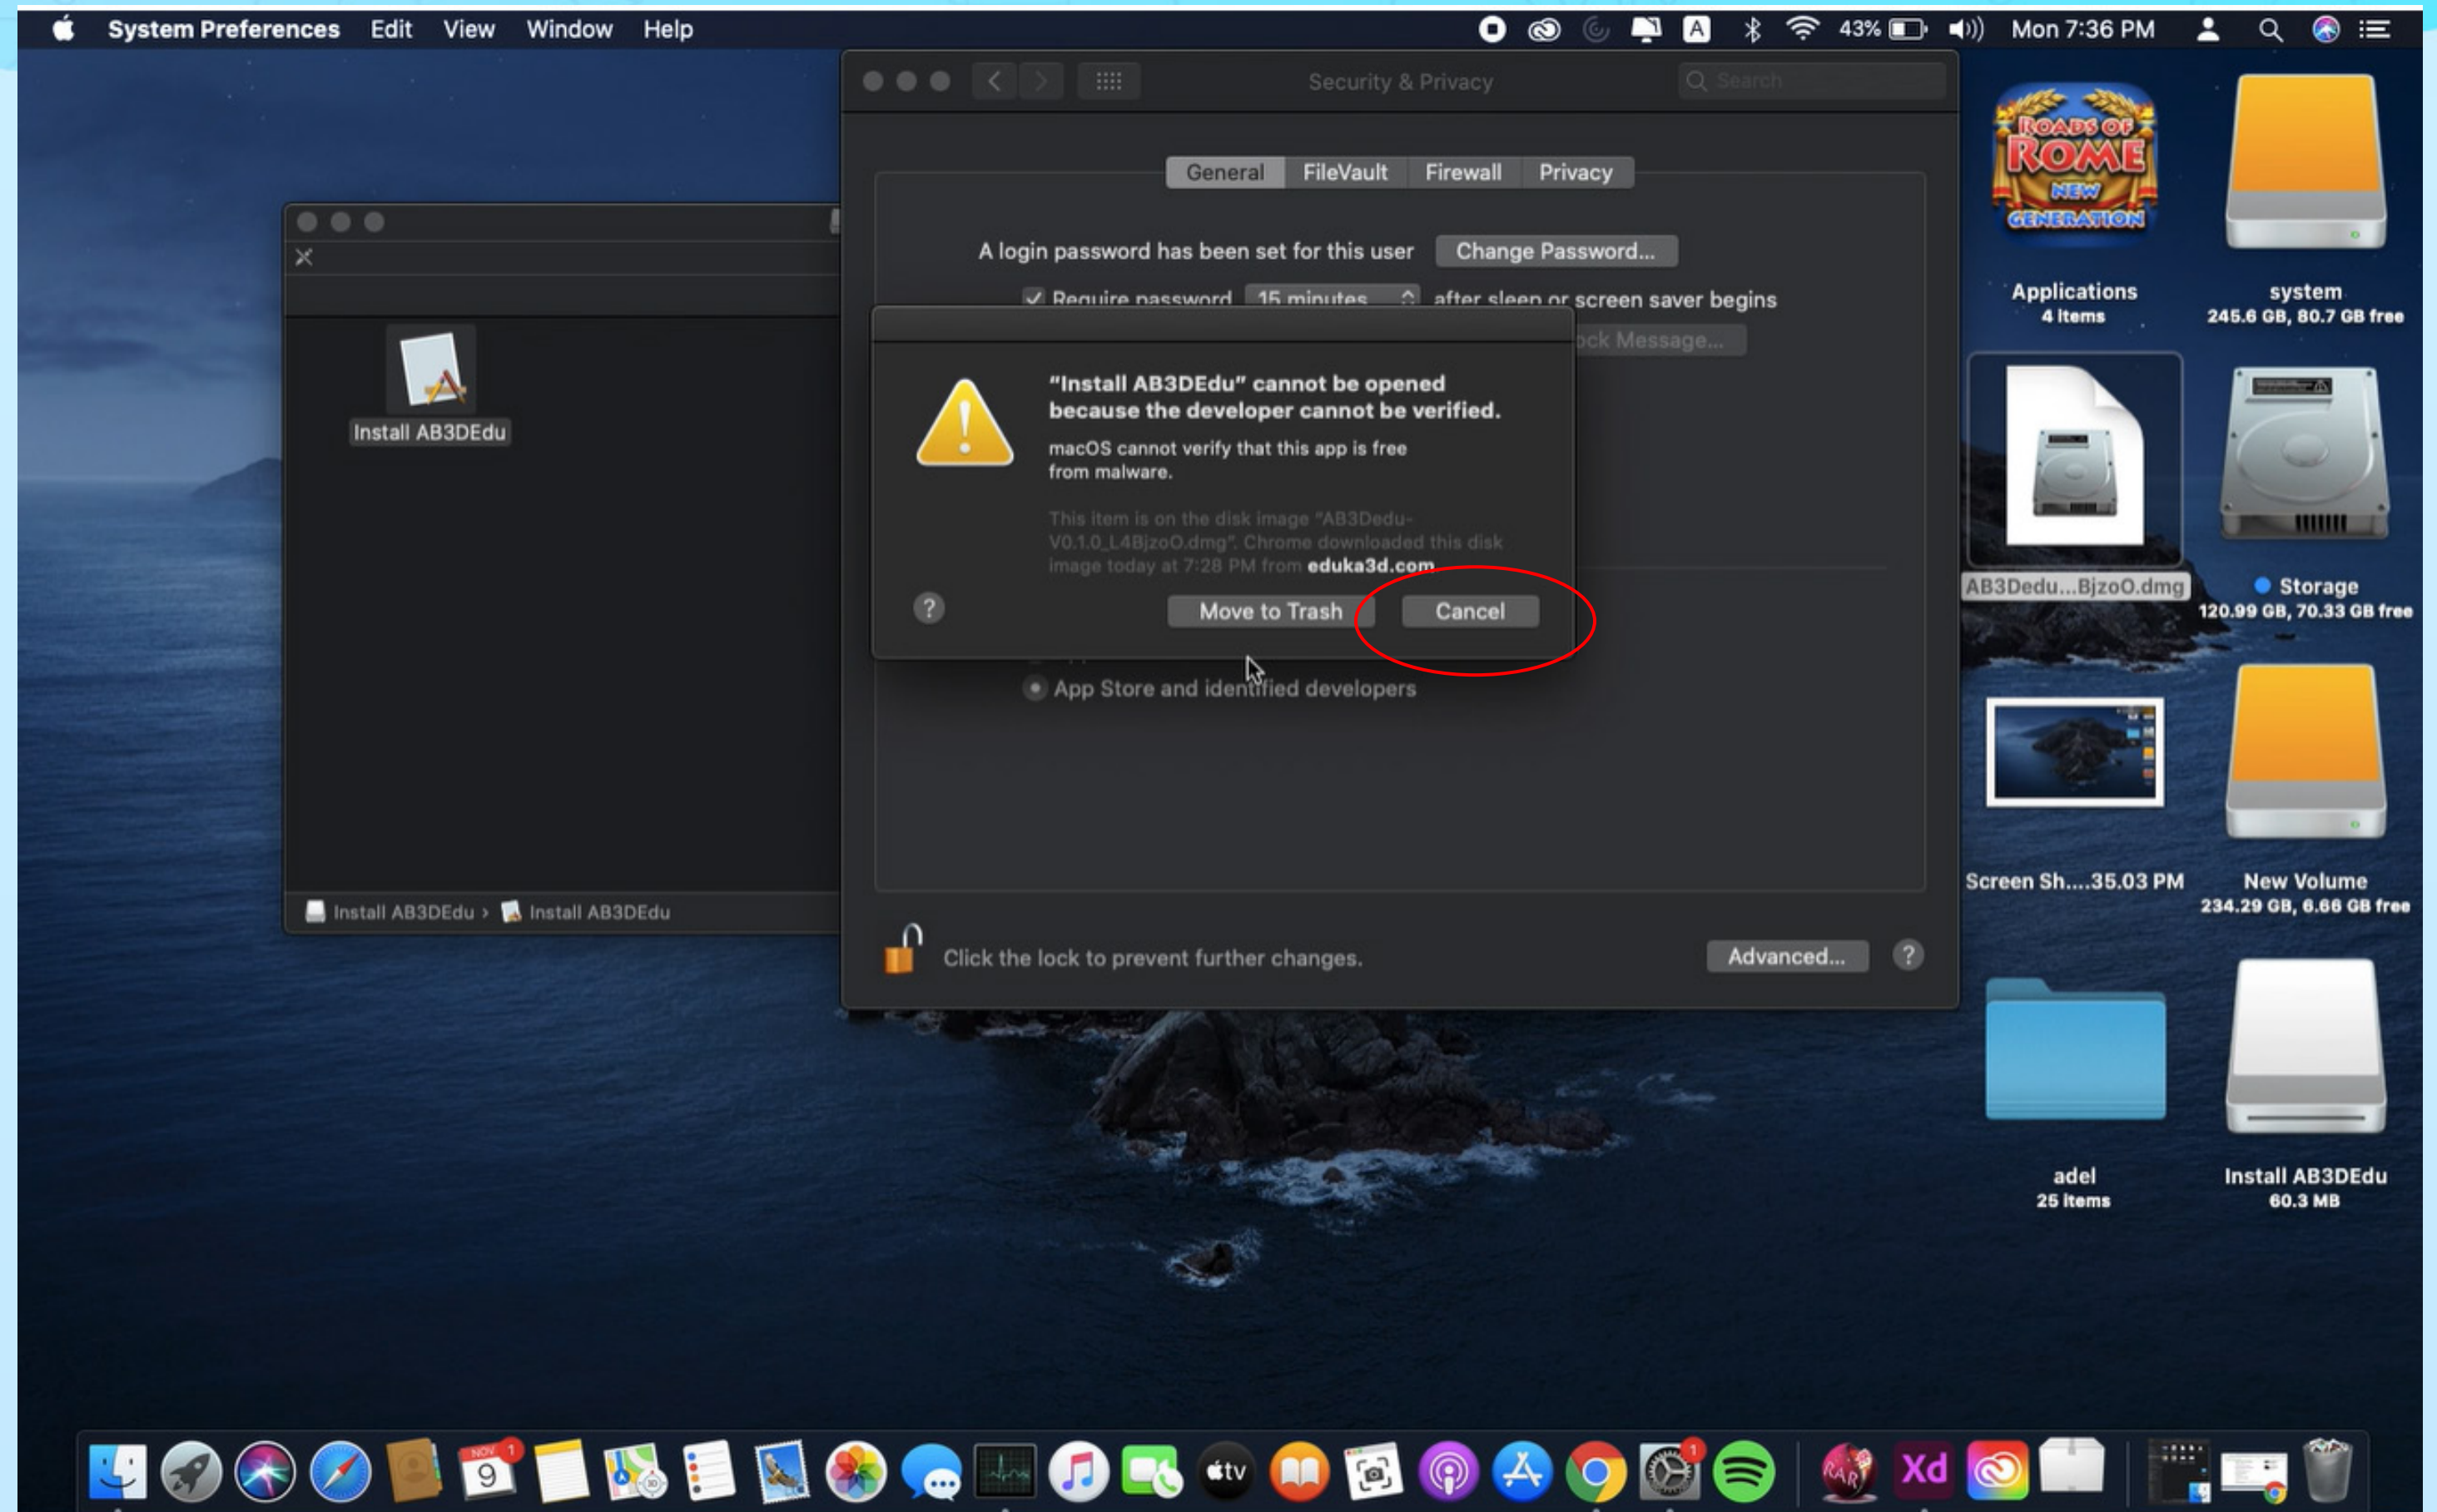 System Preferences Edit View Window Help
A 43% Mon 7:36 PM
Security & Privacy
Search
General FileVault Firewall Privacy
A login password has been set for this user Change Password...
Require password 15 minutes after sleep or screen saver begins
ock Message...
“Install AB3DEdu” cannot be opened
because the developer cannot be verified.
macOS cannot verify that this app is free
from malware.
This item is on the disk image “AB3Dedu-
V0.1.0_L4BjzoO.dmg”. Chrome downloaded this disk
image today at 7:28 PM from eduka3d.com
?
Move to Trash Cancel
App Store and identified developers
Click the lock to prevent further changes.
Advanced... ?
Install AB3DEdu
Install AB3DEdu › Install AB3DEdu
ROADS OF
ROME
NEW
GENERATION
Applications
4 items
system
245.6 GB, 80.7 GB free
AB3Dedu...BjzoO.dmg
Storage
120.99 GB, 70.33 GB free
Screen Sh....35.03 PM
New Volume
234.29 GB, 6.66 GB free
adel
25 items
Install AB3DEdu
60.3 MB
NOV 1
9
tv
1
RAR
Xd